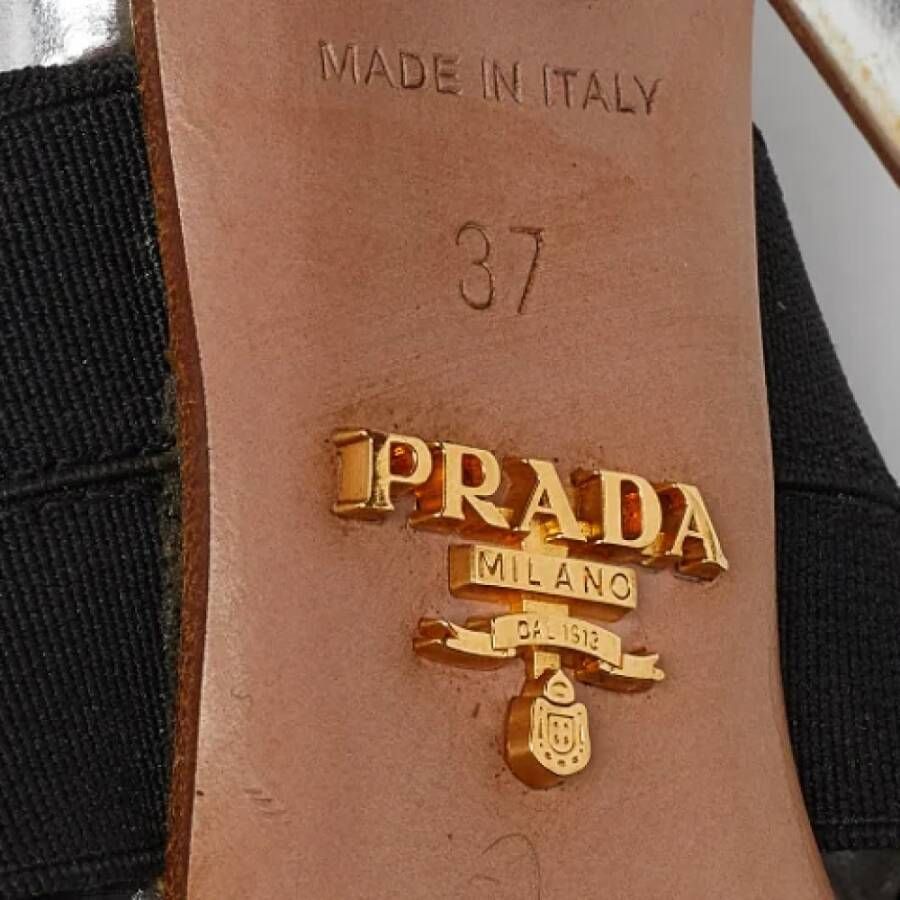 MADE IN ITALY
37
PRADA
MILANO
DAL 1913